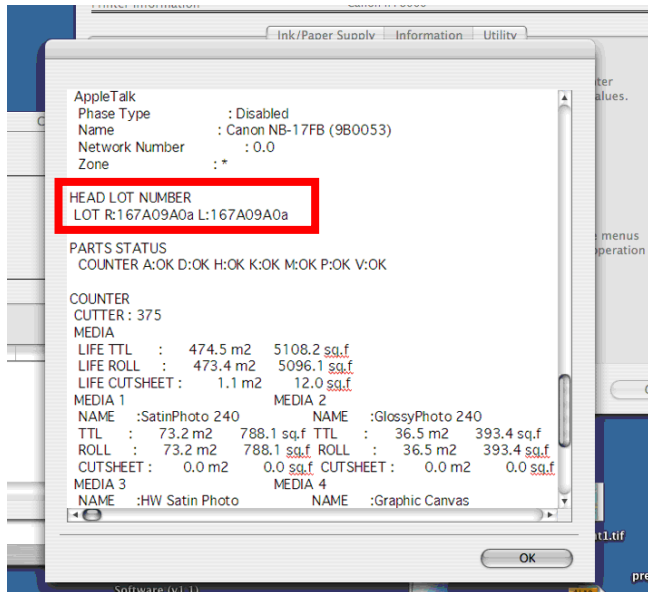 Printer Information
Ink/Paper Supply Information Utility
AppleTalk
Phase Type : Disabled
Name : Canon NB-17FB (9B0053)
Network Number : 0.0
Zone : *
HEAD LOT NUMBER
LOT R:167A09A0a L:167A09A0a
PARTS STATUS
COUNTER A:OK D:OK H:OK K:OK M:OK P:OK V:OK
COUNTER
CUTTER : 375
MEDIA
LIFE TTL : 474.5 m2 5108.2 sq.f
LIFE ROLL : 473.4 m2 5096.1 sq.f
LIFE CUTSHEET : 1.1 m2 12.0 sq.f
MEDIA 1 MEDIA 2
NAME :SatinPhoto 240 NAME :GlossyPhoto 240
TTL : 73.2 m2 788.1 sq.f TTL : 36.5 m2 393.4 sq.f
ROLL : 73.2 m2 788.1 sq.f ROLL : 36.5 m2 393.4 sq.f
CUTSHEET : 0.0 m2 0.0 sq.f CUTSHEET : 0.0 m2 0.0 sq.f
MEDIA 3 MEDIA 4
NAME :HW Satin Photo NAME :Graphic Canvas
OK
alues.
menus
operation
t1.tif
pre
Software (v1.1)